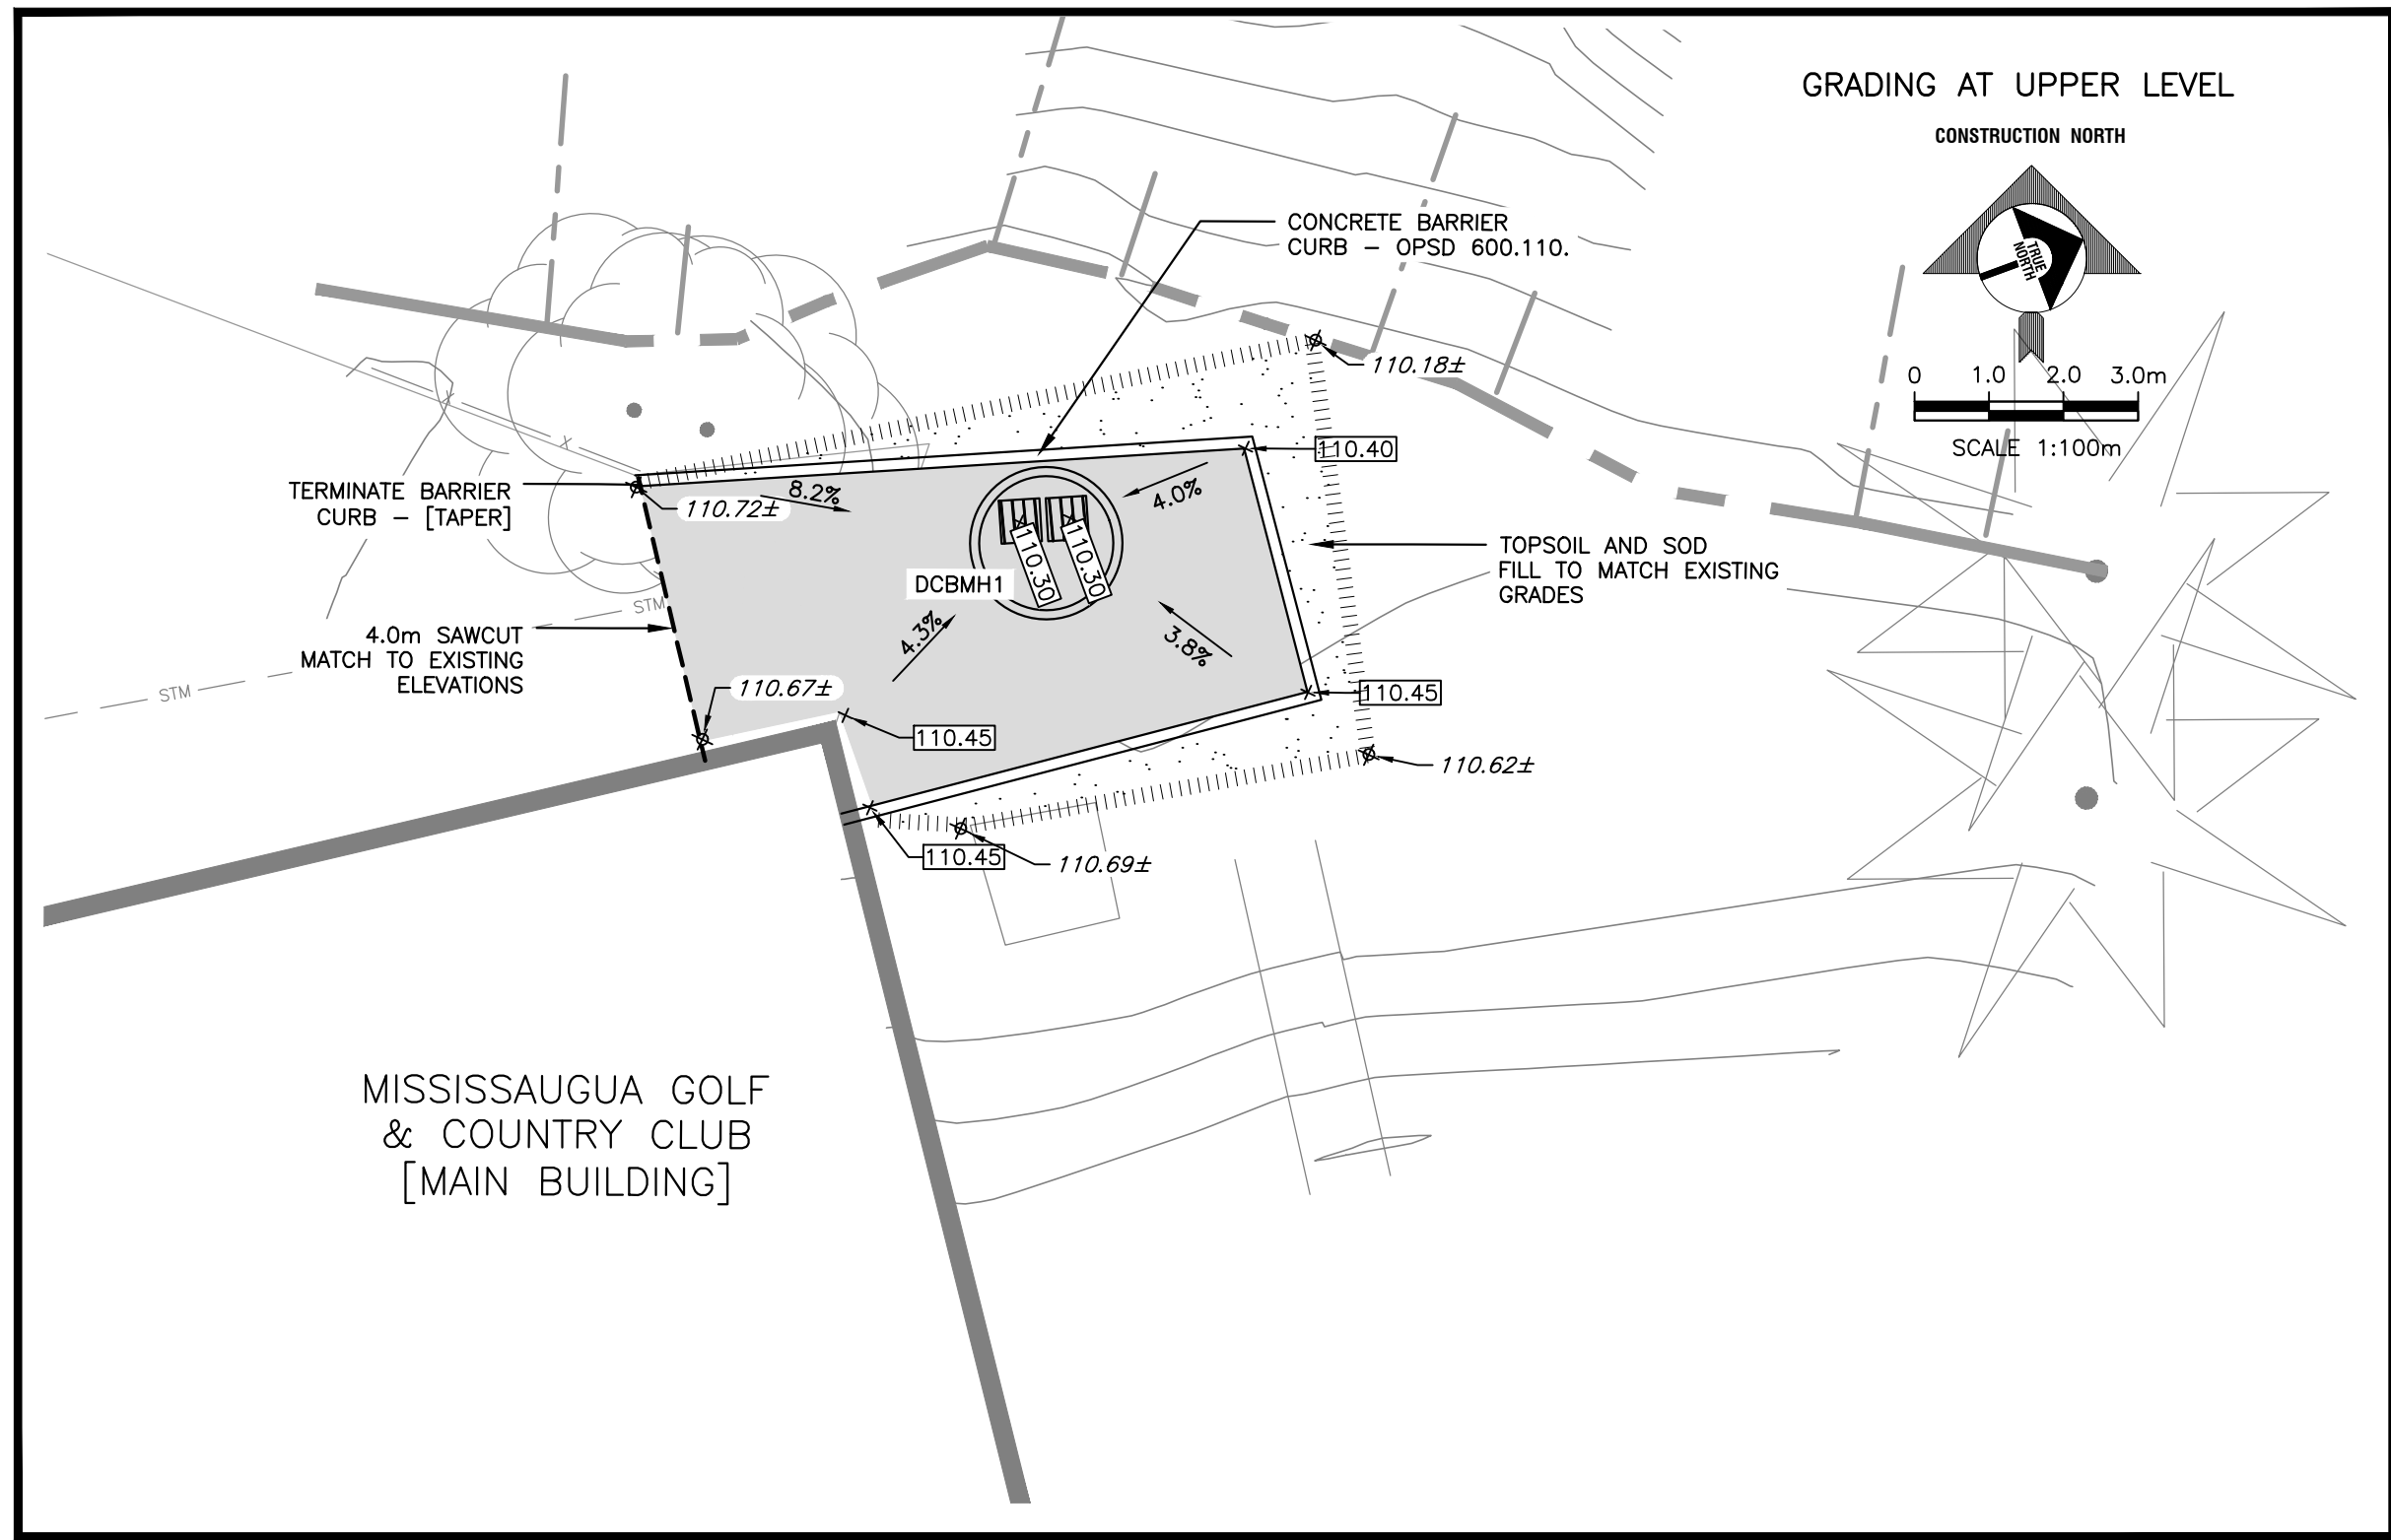 GRADING AT UPPER LEVEL
CONSTRUCTION NORTH
TRUE
NORTH
0 1.0 2.0 3.0m
SCALE 1:100m
CONCRETE BARRIER
CURB - OPSD 600.110.
110.18±
110.40
TERMINATE BARRIER
CURB - [TAPER]
110.72±
8.2%
4.0%
110.30
110.30
DCBMH1
TOPSOIL AND SOD
FILL TO MATCH EXISTING
GRADES
STM
4.0m SAWCUT
MATCH TO EXISTING
ELEVATIONS
4.3%
3.8%
STM
110.67±
110.45
110.45
110.62±
110.45
110.69±
MISSISSAUGUA GOLF
& COUNTRY CLUB
[MAIN BUILDING]